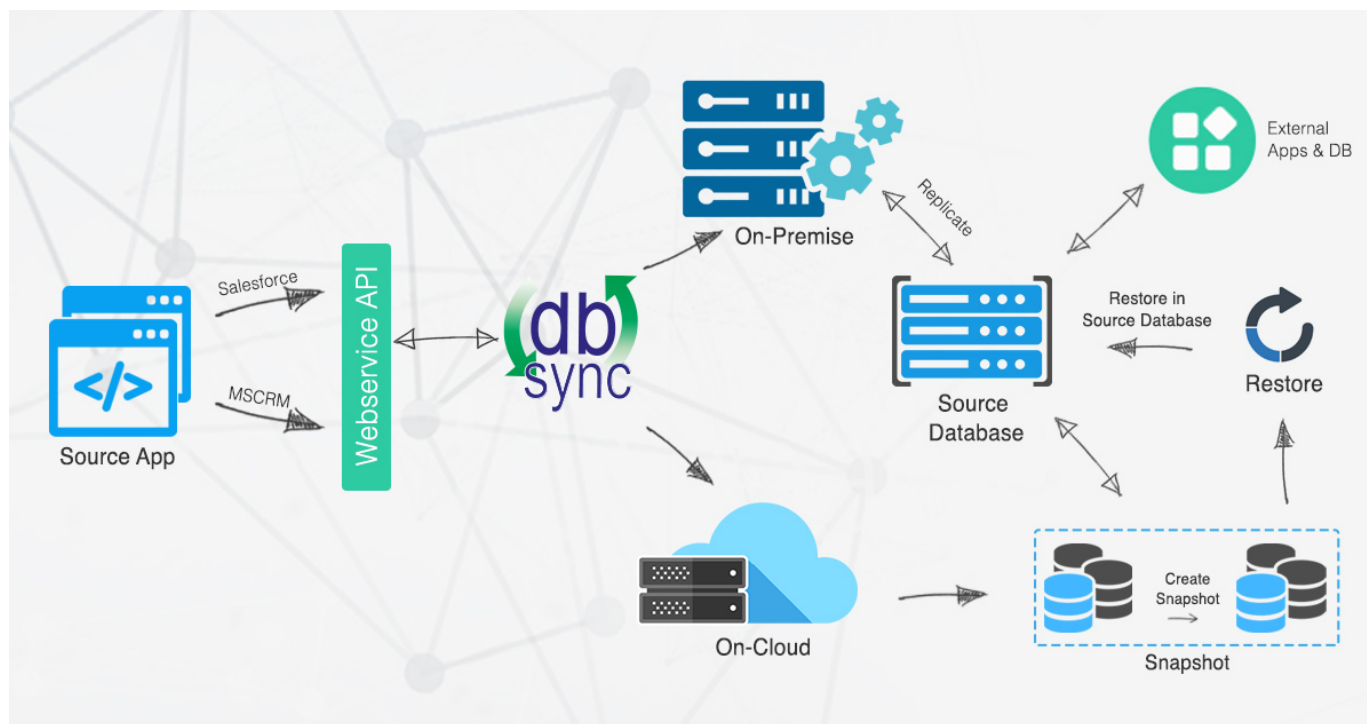 External
Apps & DB
Replicate
On-Premise
Salesforce
Webservice API
db
sync
Restore in
Source Database
</>
MSCRM
Source App
Restore
Source
Database
Create
Snapshot
On-Cloud
Snapshot